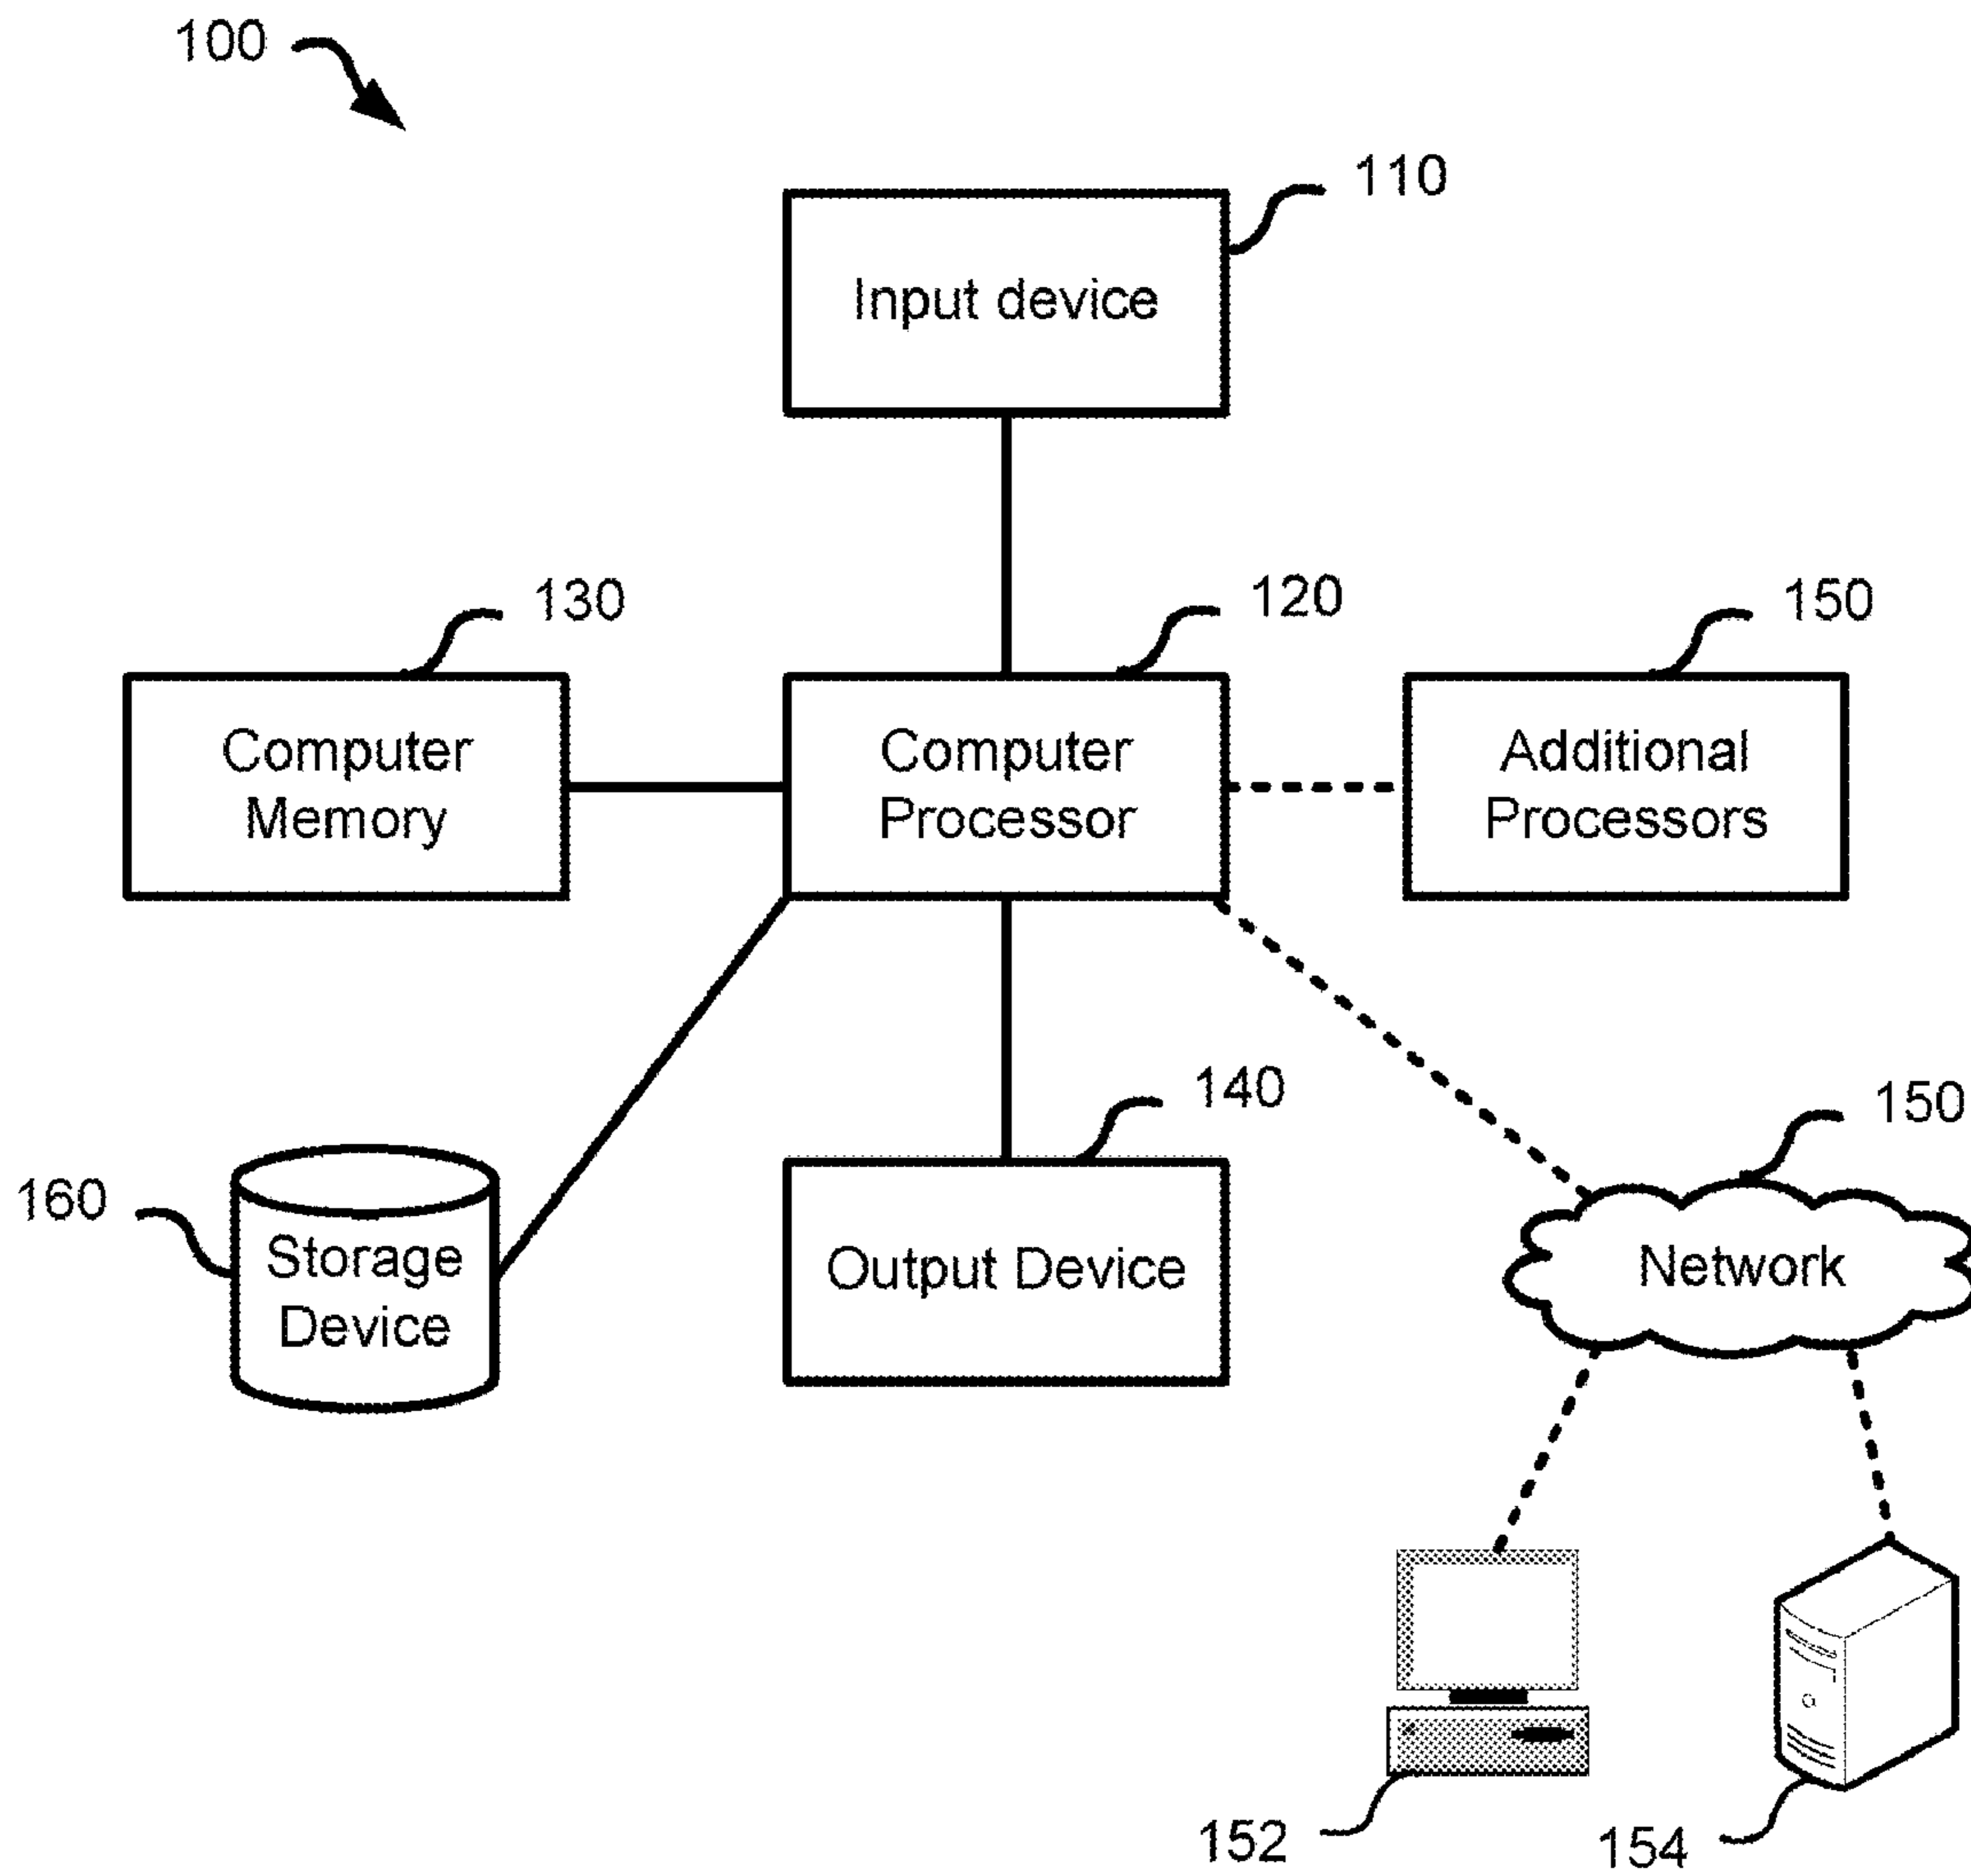 100
110
Input device
130
120
150
Computer
Memory
Computer
Processor
Additional
Processors
140
150
160
Storage
Device
Output Device
Network
152
154